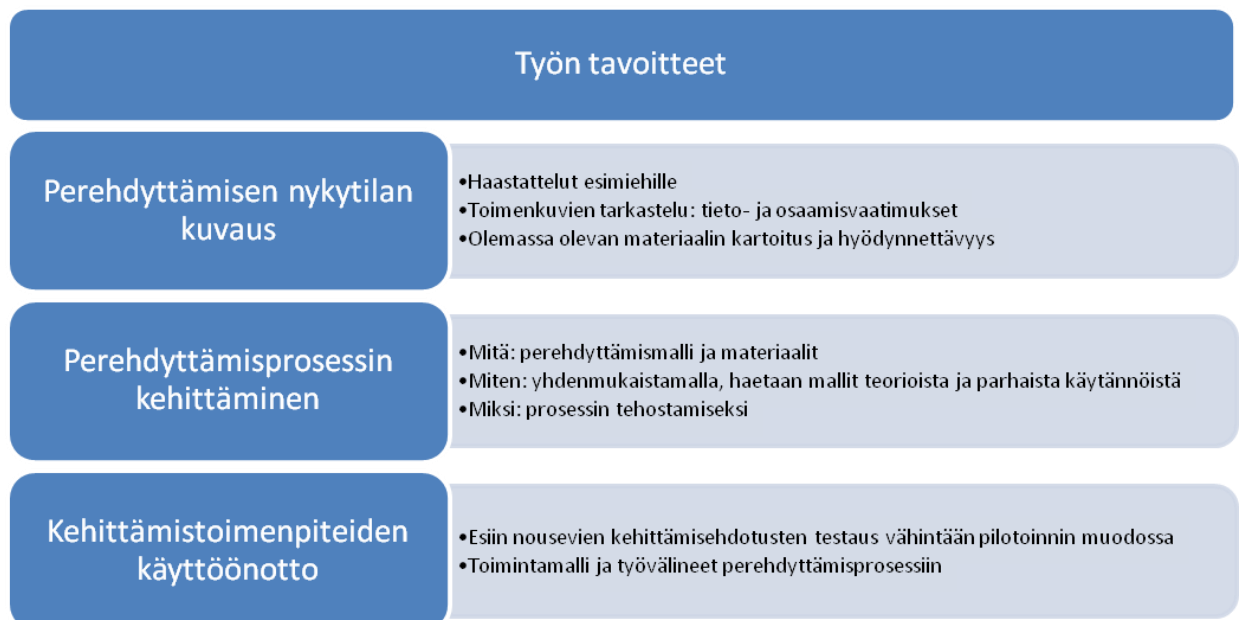 Työn tavoitteet
Perehdyttämisen nykytilan
kuvaus
•Haastattelut esimiehille
•Toimenkuvien tarkastelu: tieto- ja osaamisvaatimukset
•Olemassa olevan materiaalin kartoitus ja hyödynnettävyys
Perehdyttämisprosessin
kehittäminen
•Mitä: perehdyttämismalli ja materiaalit
•Miten: yhdenmukaistamalla, haetaan mallit teorioista ja parhaista käytännöistä
•Miksi: prosessin tehostamiseksi
Kehittämistoimenpiteiden
käyttöönotto
•Esiin nousevien kehittämisehdotusten testaus vähintään pilotoinnin muodossa
•Toimintamalli ja työvälineet perehdyttämisprosessiin